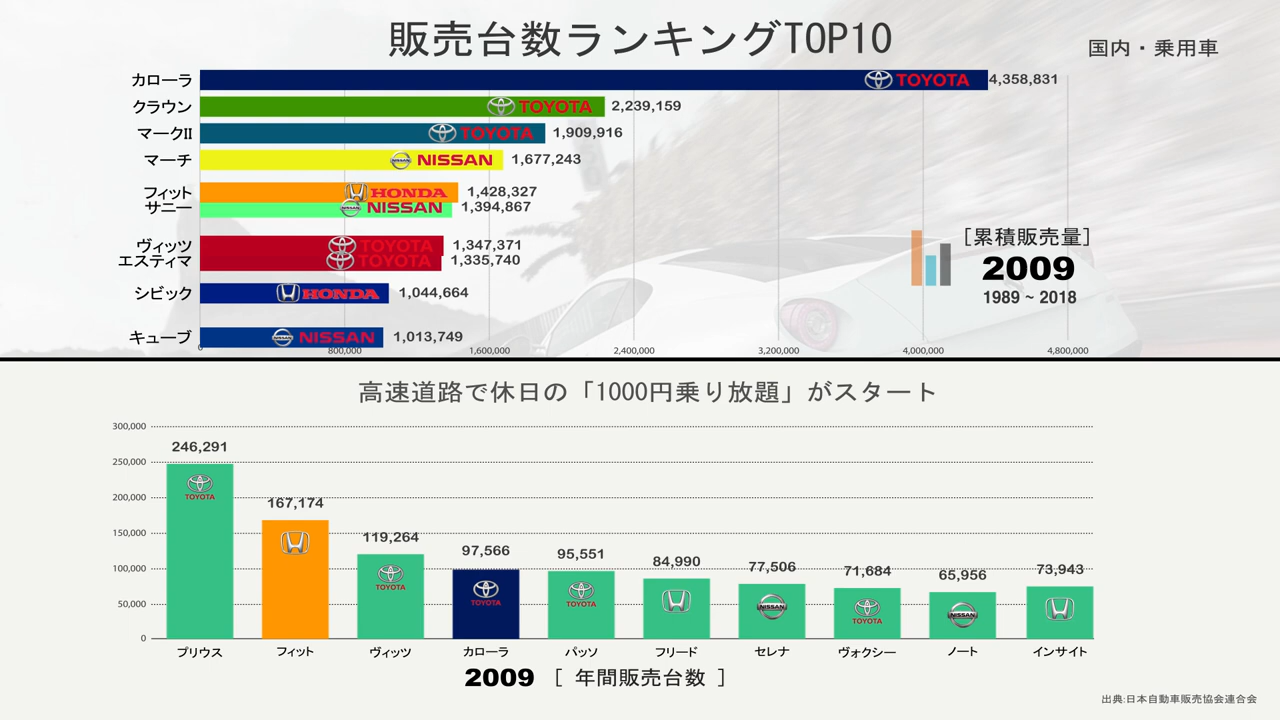 販売台数ランキングTOP10
国内・乗用車
カローラ TOYOTA 4,358,831
クラウン TOYOTA 2,239,159
マークII TOYOTA 1,909,916
マーチ NISSAN 1,677,243
フィット HONDA 1,428,327
サニー NISSAN 1,394,867
ヴィッツ TOYOTA 1,347,371
エスティマ TOYOTA 1,335,740
シビック HONDA 1,044,664
キューブ NISSAN 1,013,749
0 800,000 1,600,000 2,400,000 3,200,000 4,000,000 4,800,000
[累積販売量]
2009
1989 ~ 2018
高速道路で休日の「1000円乗り放題」がスタート
300,000
250,000
200,000
150,000
100,000
50,000
0
246,291 167,174 119,264 97,566 95,551 84,990 77,506 71,684 65,956 73,943
TOYOTA TOYOTA TOYOTA TOYOTA NISSAN TOYOTA NISSAN
プリウス フィット ヴィッツ カローラ パッソ フリード セレナ ヴォクシー ノート インサイト
2009 [ 年間販売台数 ]
出典:日本自動車販売協会連合会